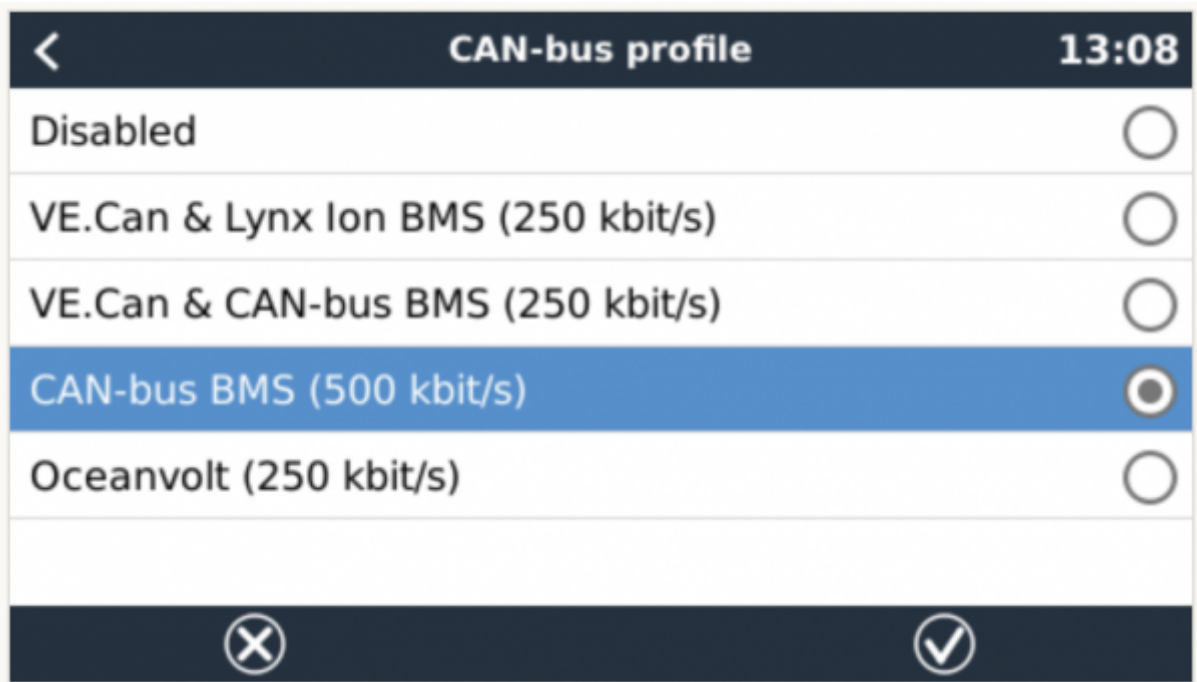 CAN-bus profile 13:08
Disabled
VE.Can & Lynx Ion BMS (250 kbit/s)
VE.Can & CAN-bus BMS (250 kbit/s)
CAN-bus BMS (500 kbit/s)
Oceanvolt (250 kbit/s)